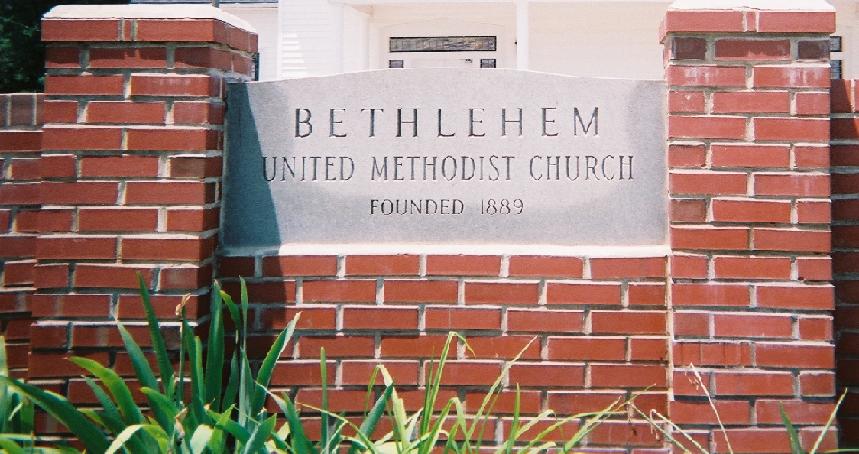 BETHLEHEM
UNITED METHODIST CHURCH
FOUNDED 1889